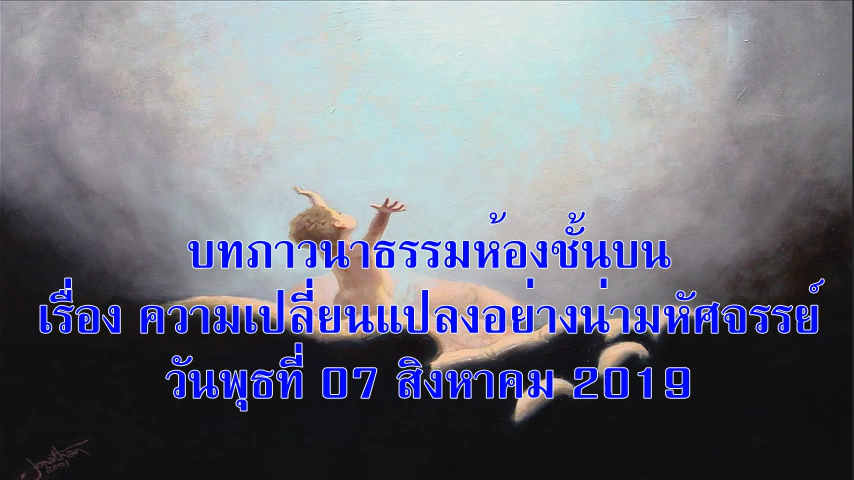 บทภาวนาธรรมห้องชั้นบน
เรื่อง ความเปลี่ยนแปลงอย่างน่ามหัศจรรย์
วันพุธที่ 07 สิงหาคม 2019